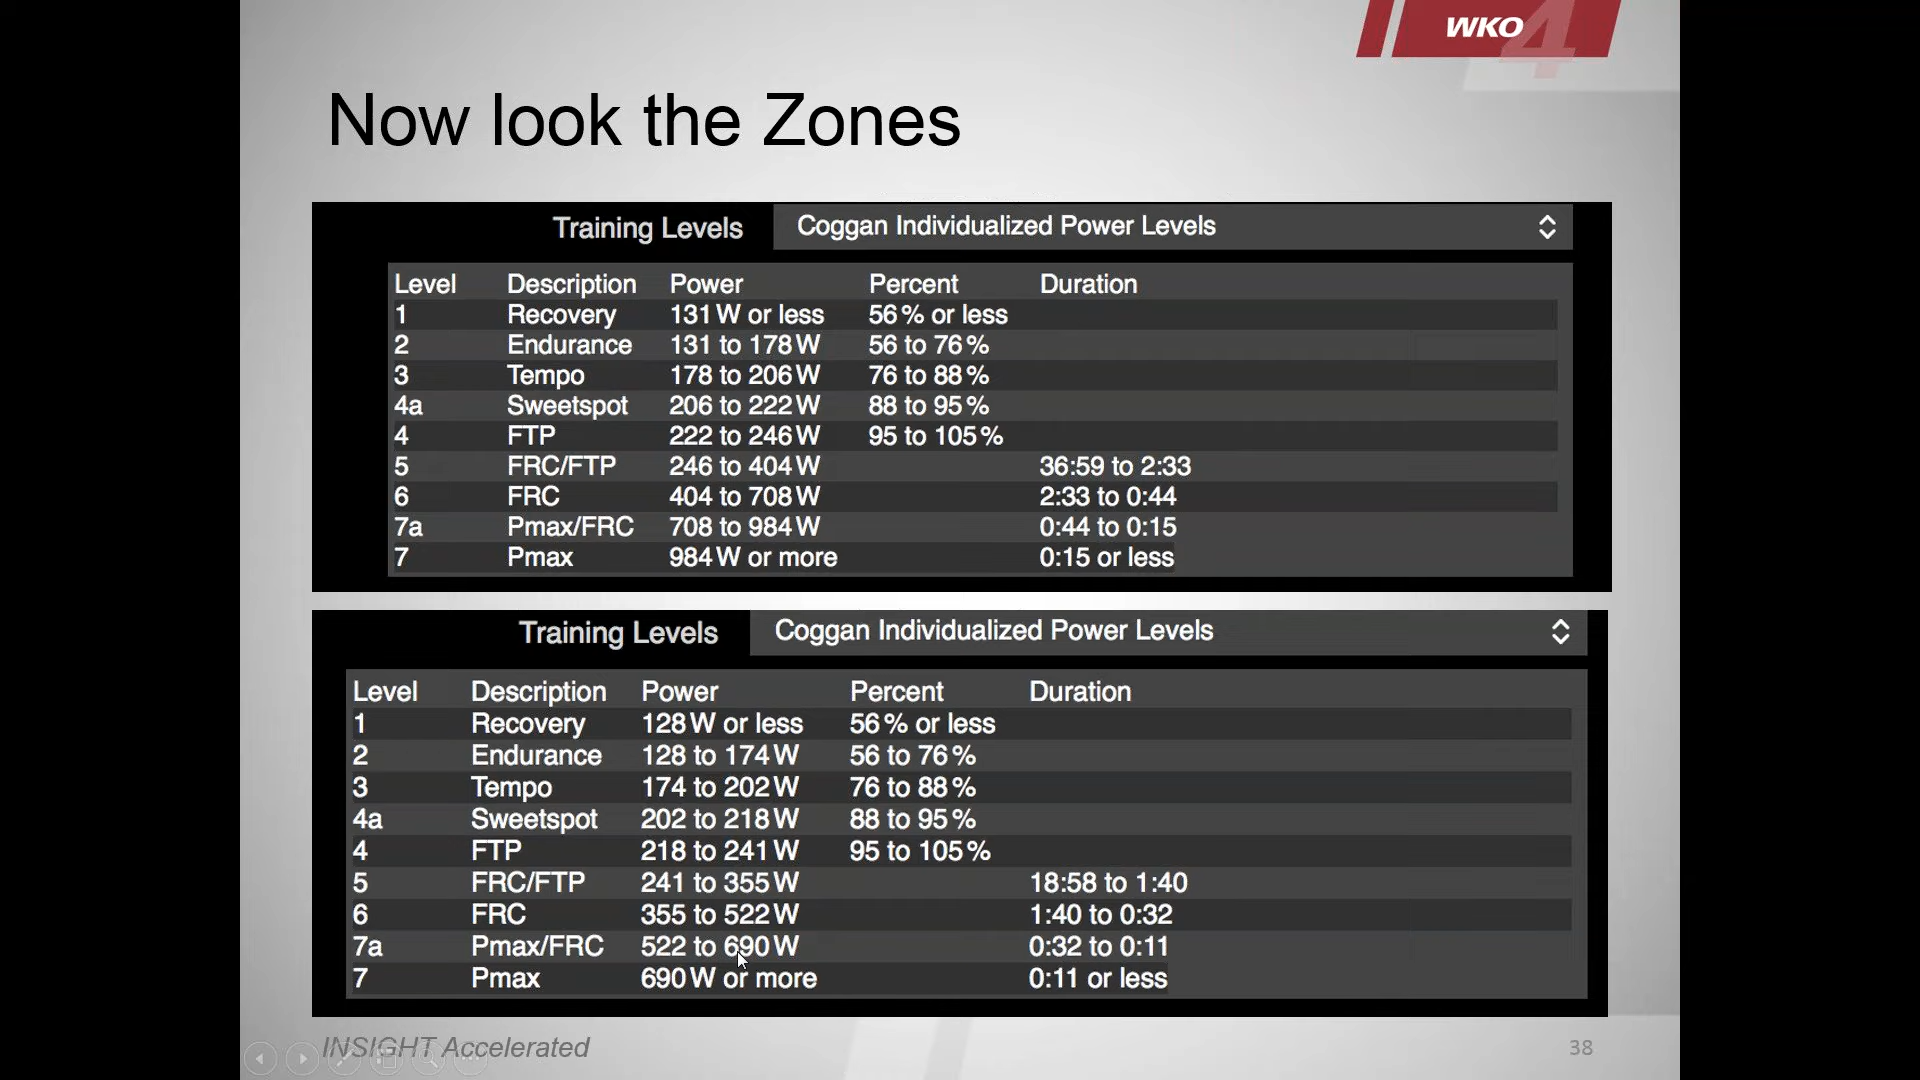 WKO4
Now look the Zones
Training Levels Coggan Individualized Power Levels
Level Description Power Percent Duration
1 Recovery 131 W or less 56 % or less
2 Endurance 131 to 178 W 56 to 76 %
3 Tempo 178 to 206 W 76 to 88 %
4a Sweetspot 206 to 222 W 88 to 95 %
4 FTP 222 to 246 W 95 to 105 %
5 FRC/FTP 246 to 404 W 36:59 to 2:33
6 FRC 404 to 708 W 2:33 to 0:44
7a Pmax/FRC 708 to 984 W 0:44 to 0:15
7 Pmax 984 W or more 0:15 or less
Training Levels Coggan Individualized Power Levels
Level Description Power Percent Duration
1 Recovery 128 W or less 56 % or less
2 Endurance 128 to 174 W 56 to 76 %
3 Tempo 174 to 202 W 76 to 88 %
4a Sweetspot 202 to 218 W 88 to 95 %
4 FTP 218 to 241 W 95 to 105 %
5 FRC/FTP 241 to 355 W 18:58 to 1:40
6 FRC 355 to 522 W 1:40 to 0:32
7a Pmax/FRC 522 to 690 W 0:32 to 0:11
7 Pmax 690 W or more 0:11 or less
INSIGHT Accelerated 38